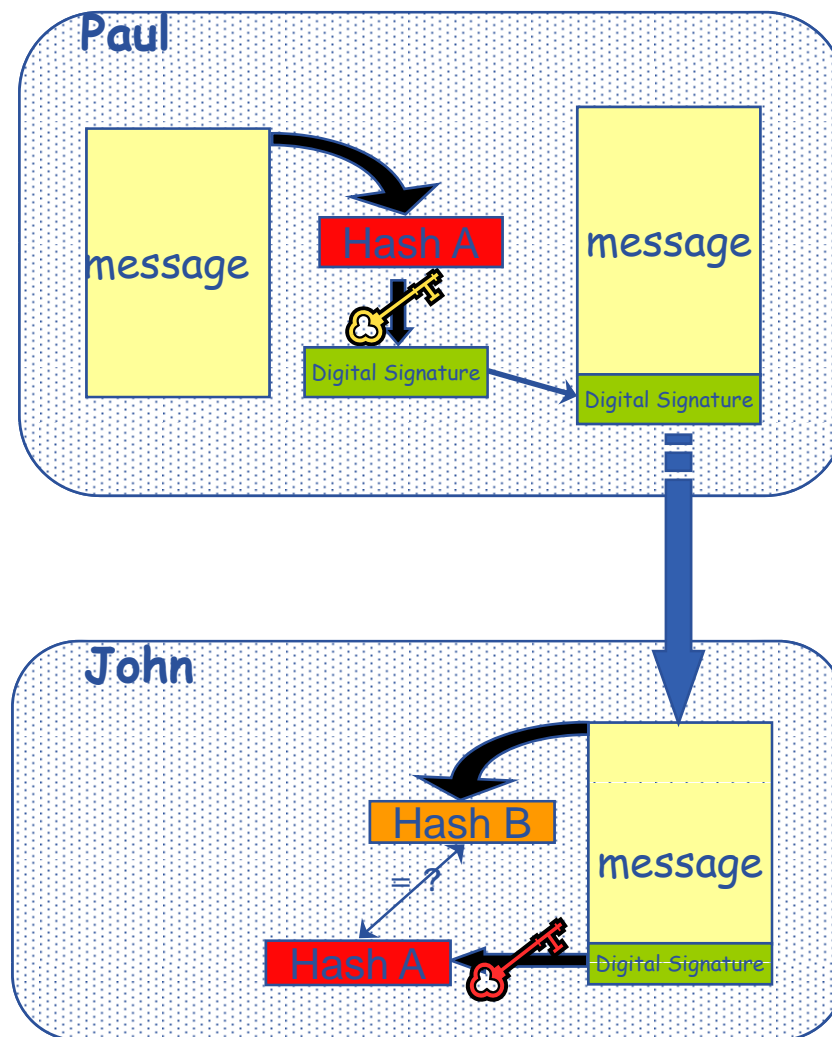 Paul
message
Hash A
Digital Signature
message
Digital Signature
John
Hash B
= ?
Hash A
message
Digital Signature